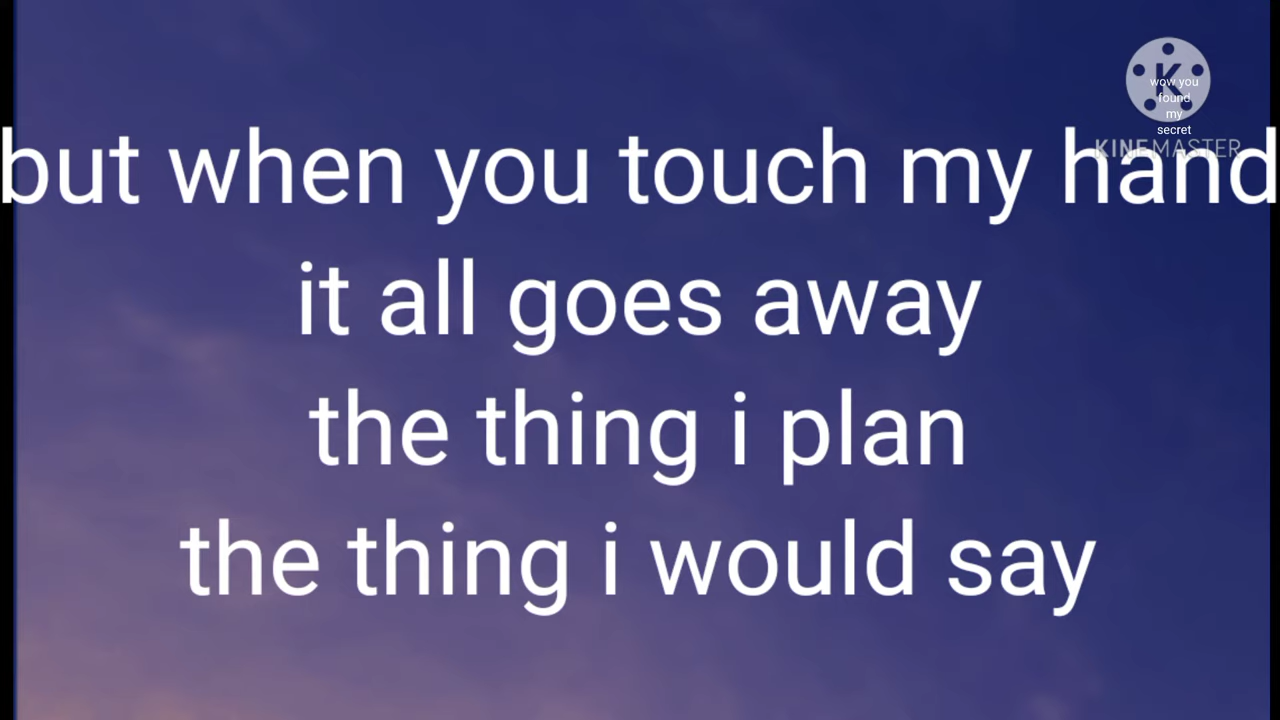 wow you
found
my
secret
KINEMASTER
but when you touch my hand
it all goes away
the thing i plan
the thing i would say